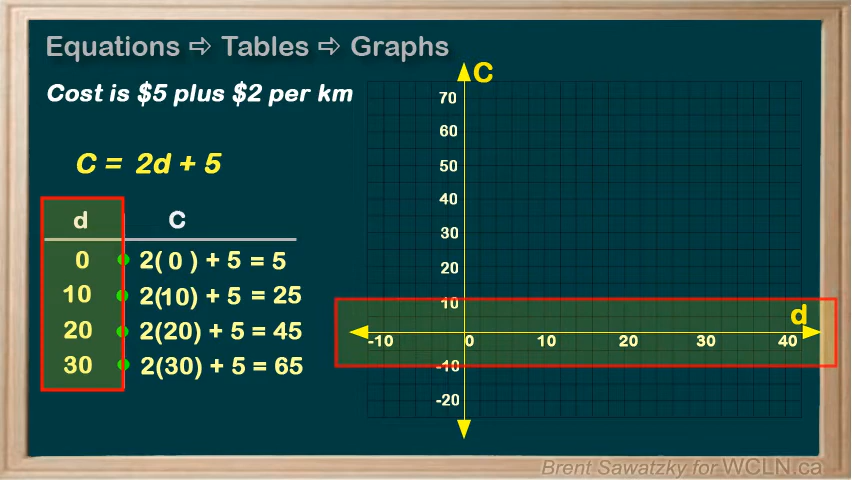 Equations ⇨ Tables ⇨ Graphs
Cost is $5 plus $2 per km
C = 2d + 5
d C
0 2( 0 ) + 5 = 5
10 2(10) + 5 = 25
20 2(20) + 5 = 45
30 2(30) + 5 = 65
C
70
60
50
40
30
20
10
d
-10 0 10 20 30 40
-10
-20
Brent Sawatzky for WCLN.ca